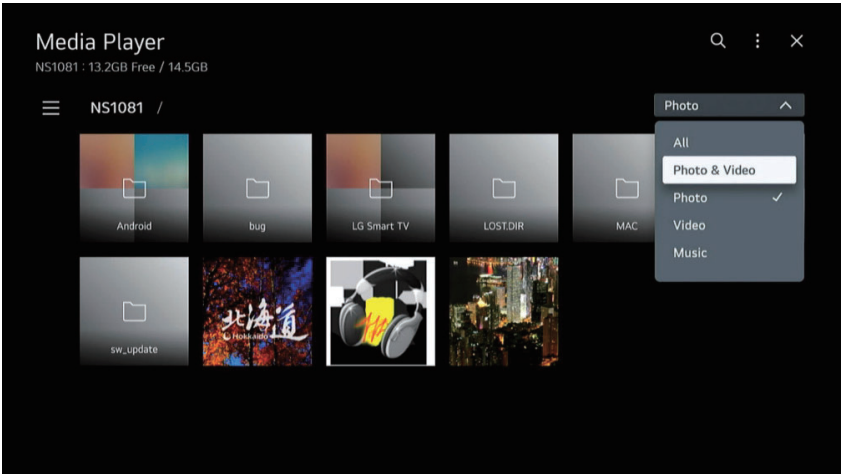 Media Player
NS1081 : 13.2GB Free / 14.5GB
NS1081 /
Photo
All
Photo & Video
Photo
Video
Music
Android
bug
LG Smart TV
LOST.DIR
MAC
sw_update
北海道
Hokkaido